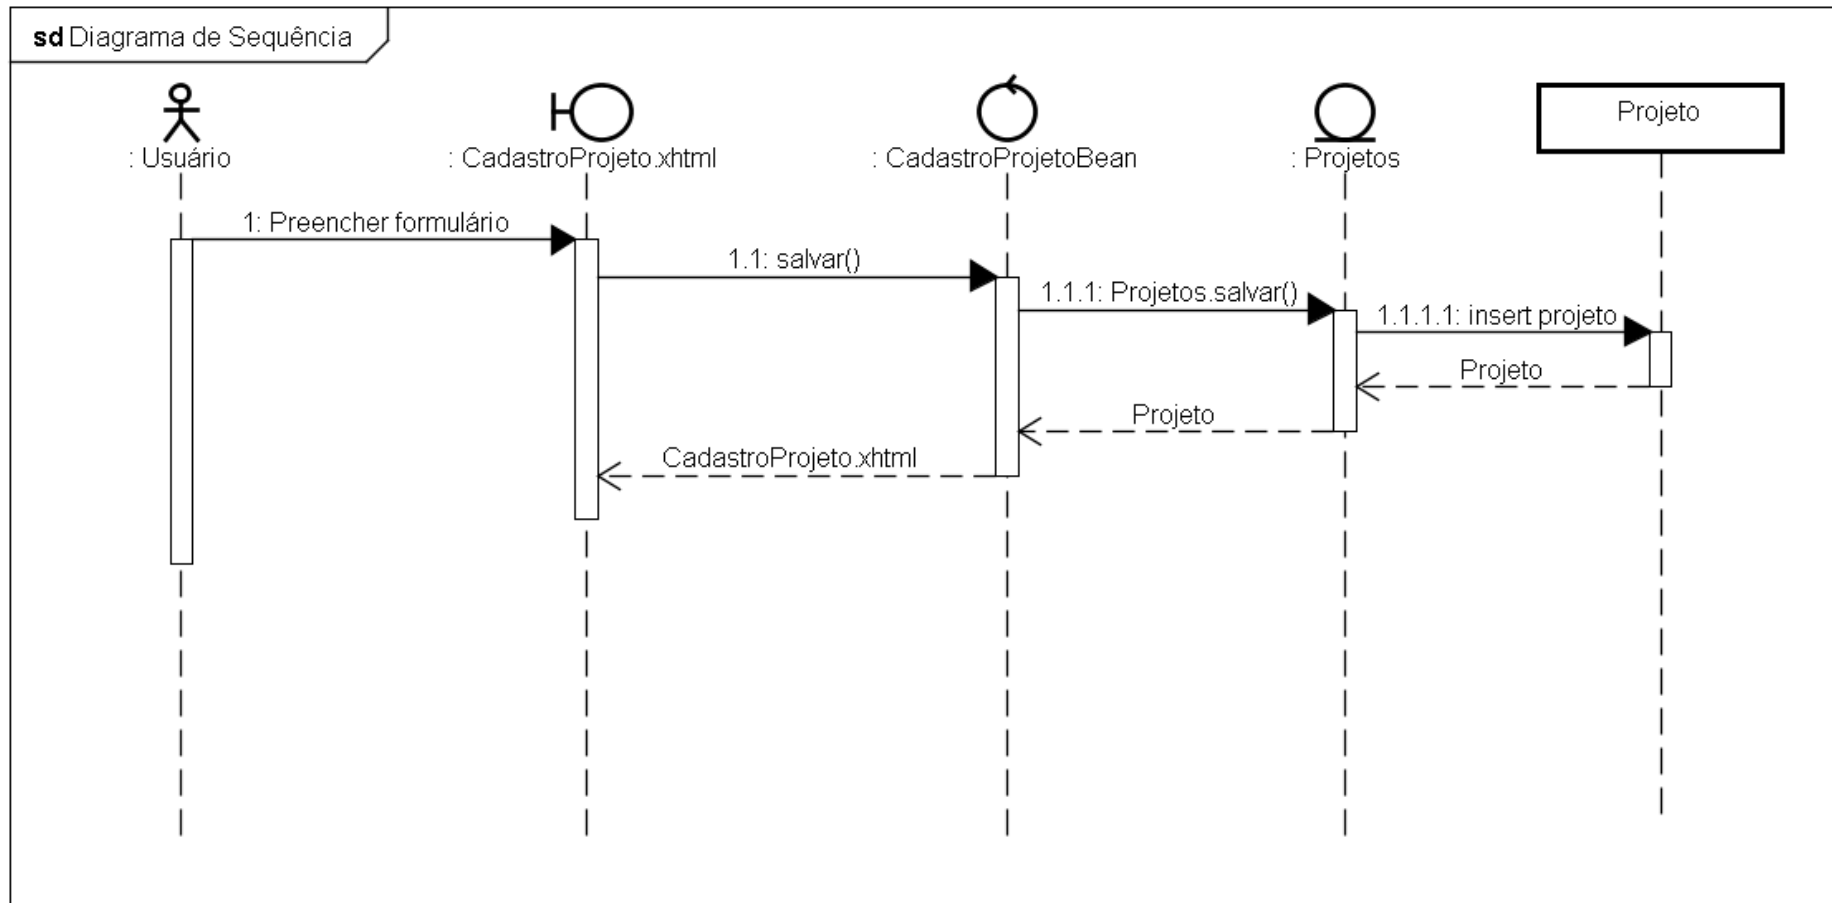 sd Diagrama de Sequência
Projeto
: Usuário
: CadastroProjeto.xhtml
: CadastroProjetoBean
: Projetos
1: Preencher formulário
1.1: salvar()
1.1.1: Projetos.salvar()
1.1.1.1: insert projeto
Projeto
Projeto
CadastroProjeto.xhtml